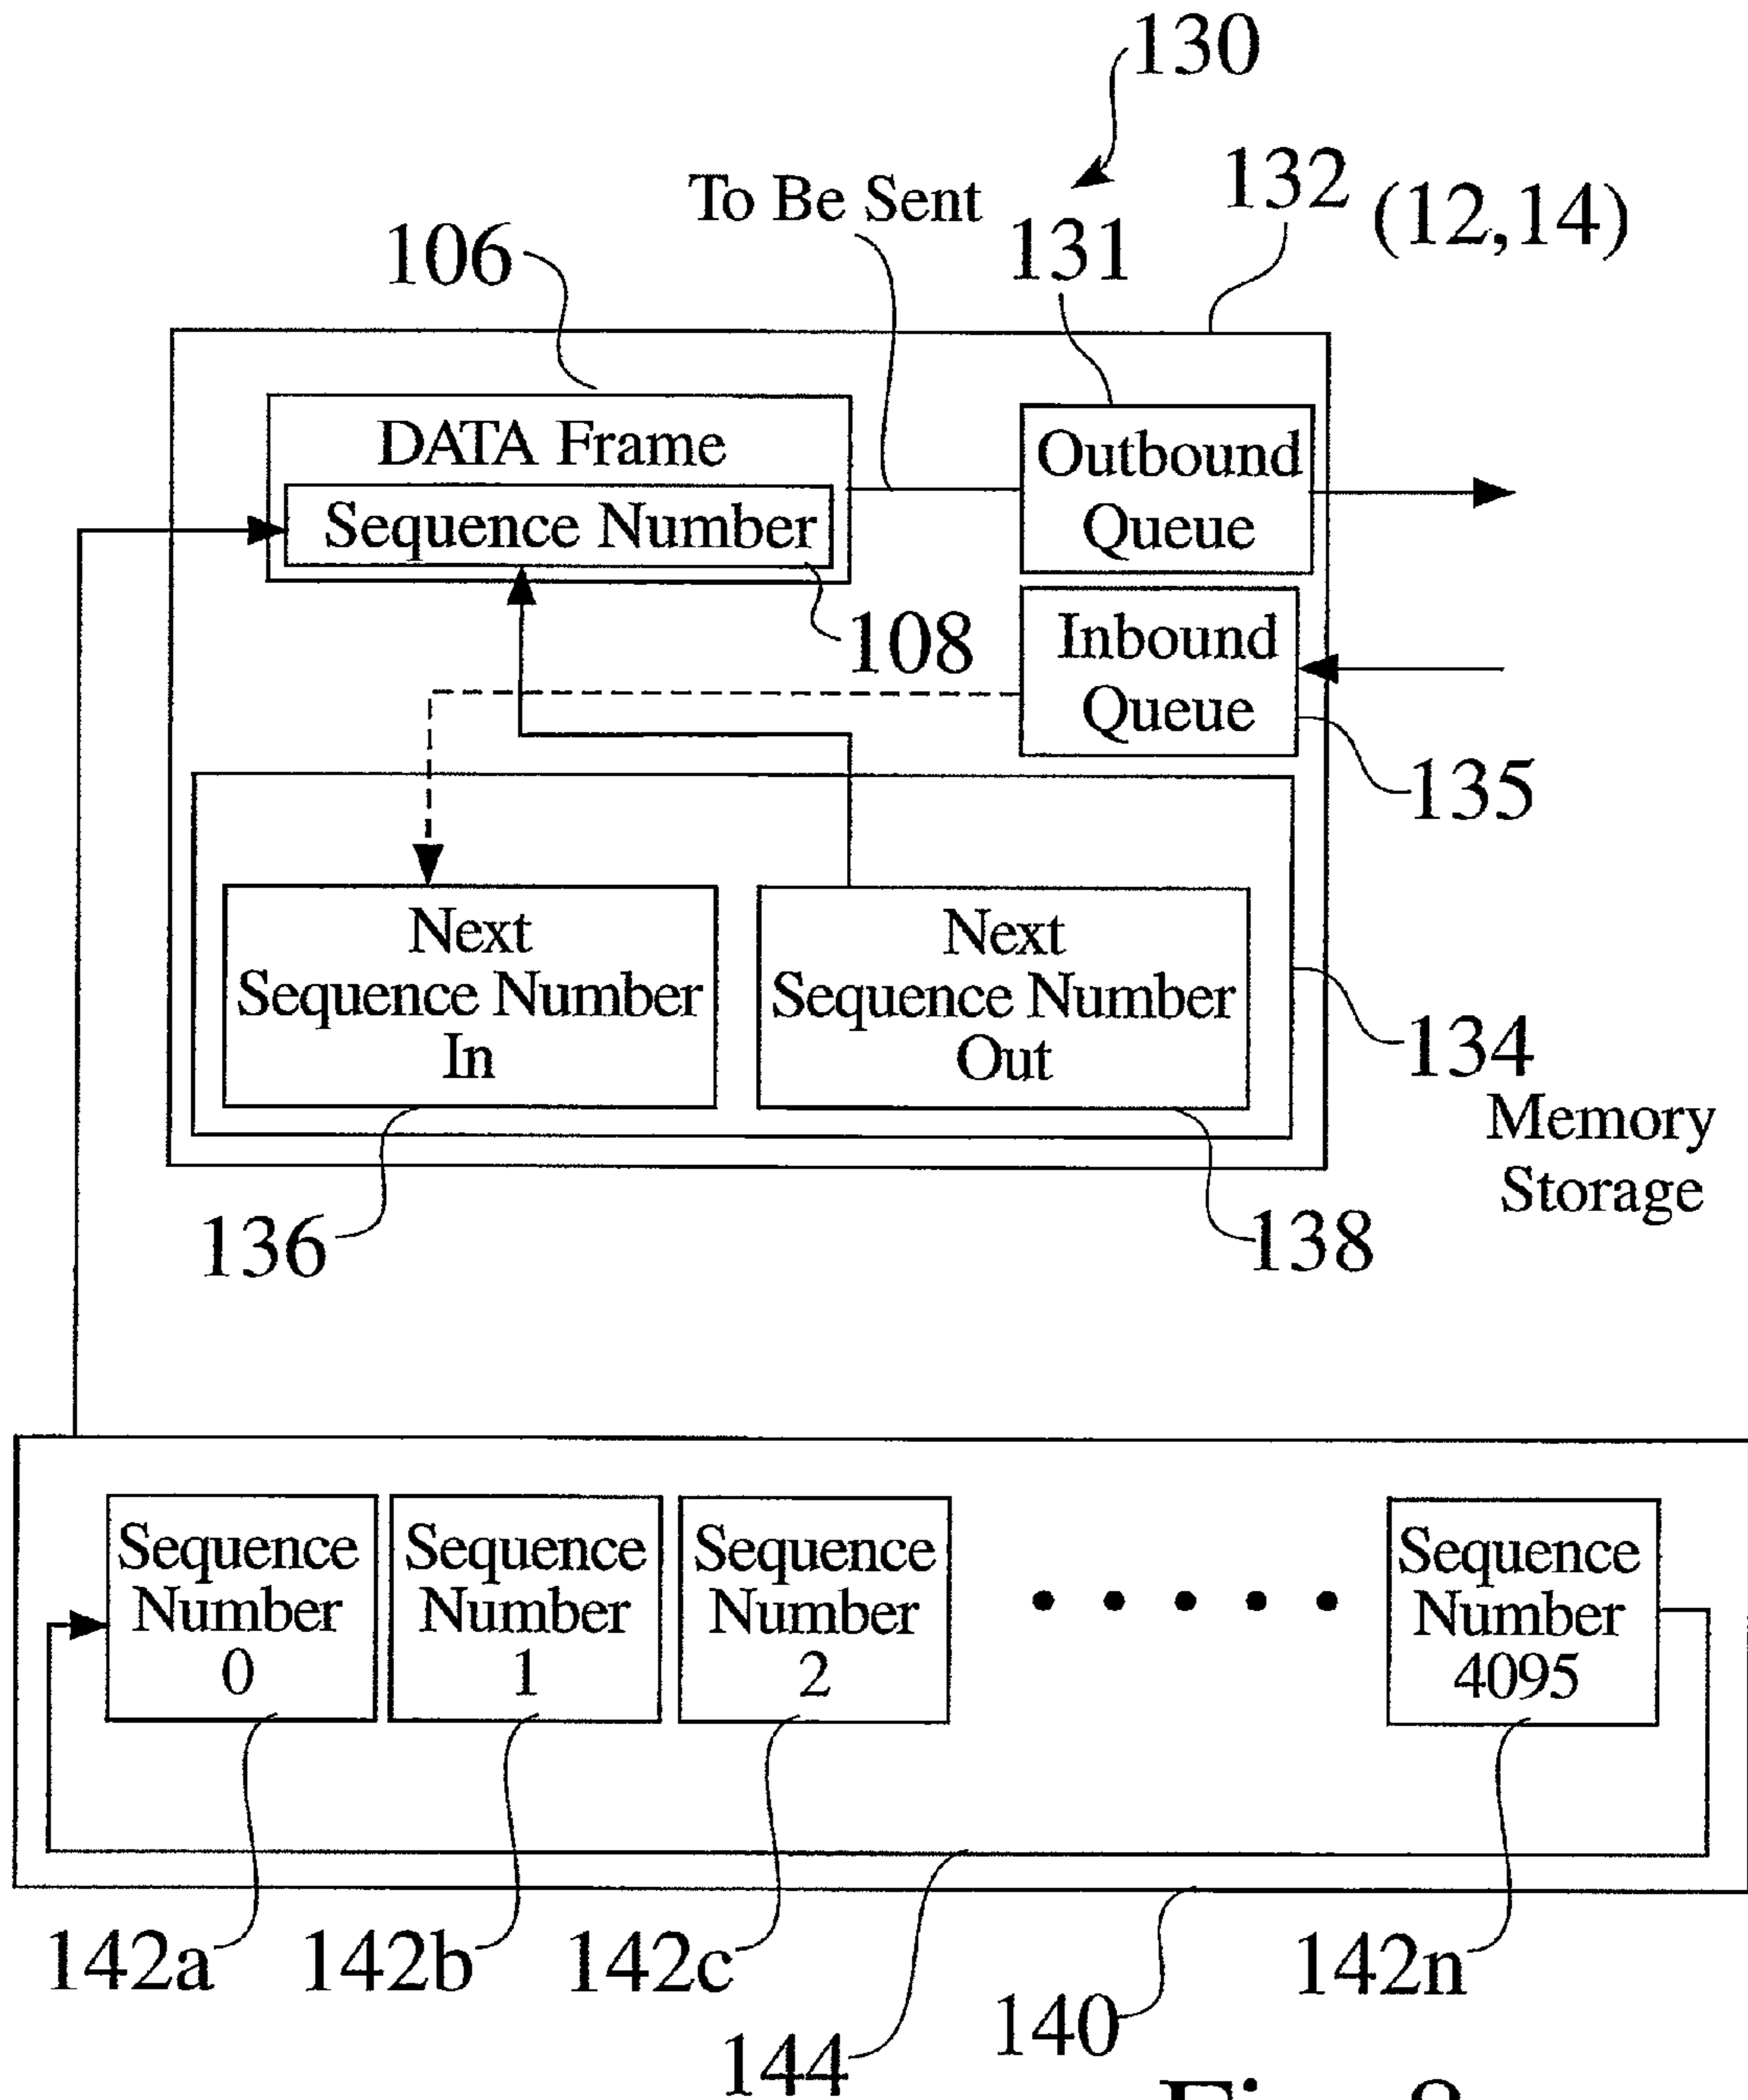 130
132 (12,14)
To Be Sent
131
106
DATA Frame
Sequence Number
108
Outbound
Queue
Inbound
Queue
135
Next
Sequence Number
In
Next
Sequence Number
Out
134
Memory
Storage
136
138
Sequence
Number
0
Sequence
Number
1
Sequence
Number
2
Sequence
Number
4095
142a
142b
142c
142n
140
144